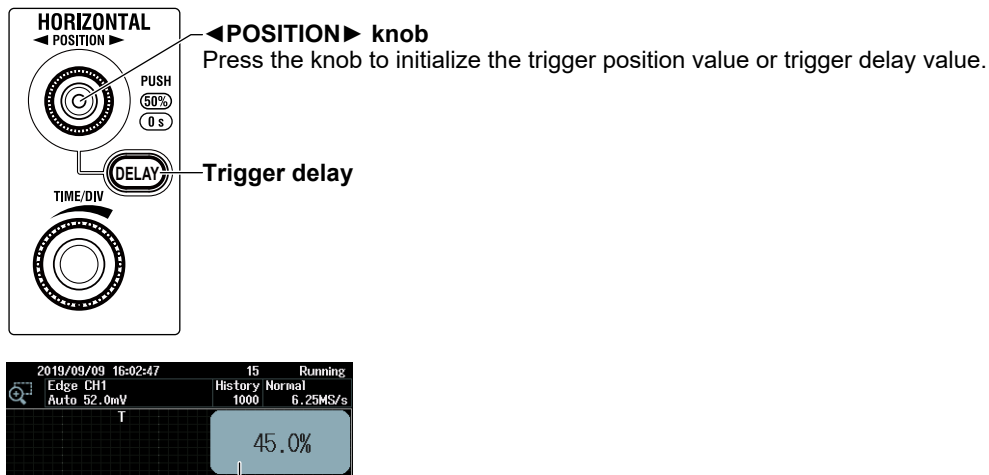 HORIZONTAL
◄ POSITION ►
PUSH
50%
0 s
DELAY
TIME/DIV
◄POSITION► knob
Press the knob to initialize the trigger position value or trigger delay value.
Trigger delay
2019/09/09 16:02:47 15 Running
Edge CH1 History Normal
Auto 52.0mV 1000 6.25MS/s
T
45.0%